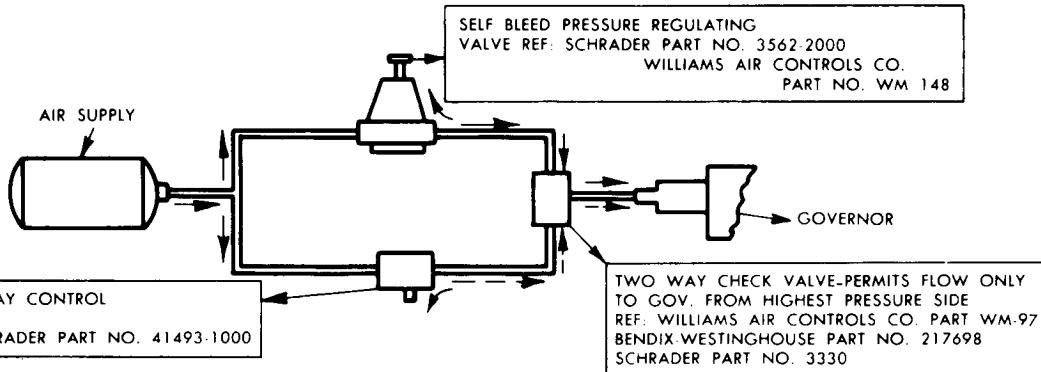 SELF BLEED PRESSURE REGULATING
VALVE REF: SCHRADER PART NO. 3562-2000
WILLIAMS AIR CONTROLS CO.
PART NO. WM 148
AIR SUPPLY
GOVERNOR
AY CONTROL
RADER PART NO. 41493-1000
TWO WAY CHECK VALVE-PERMITS FLOW ONLY
TO GOV. FROM HIGHEST PRESSURE SIDE
REF: WILLIAMS AIR CONTROLS CO. PART WM-97
BENDIX-WESTINGHOUSE PART NO. 217698
SCHRADER PART NO. 3330